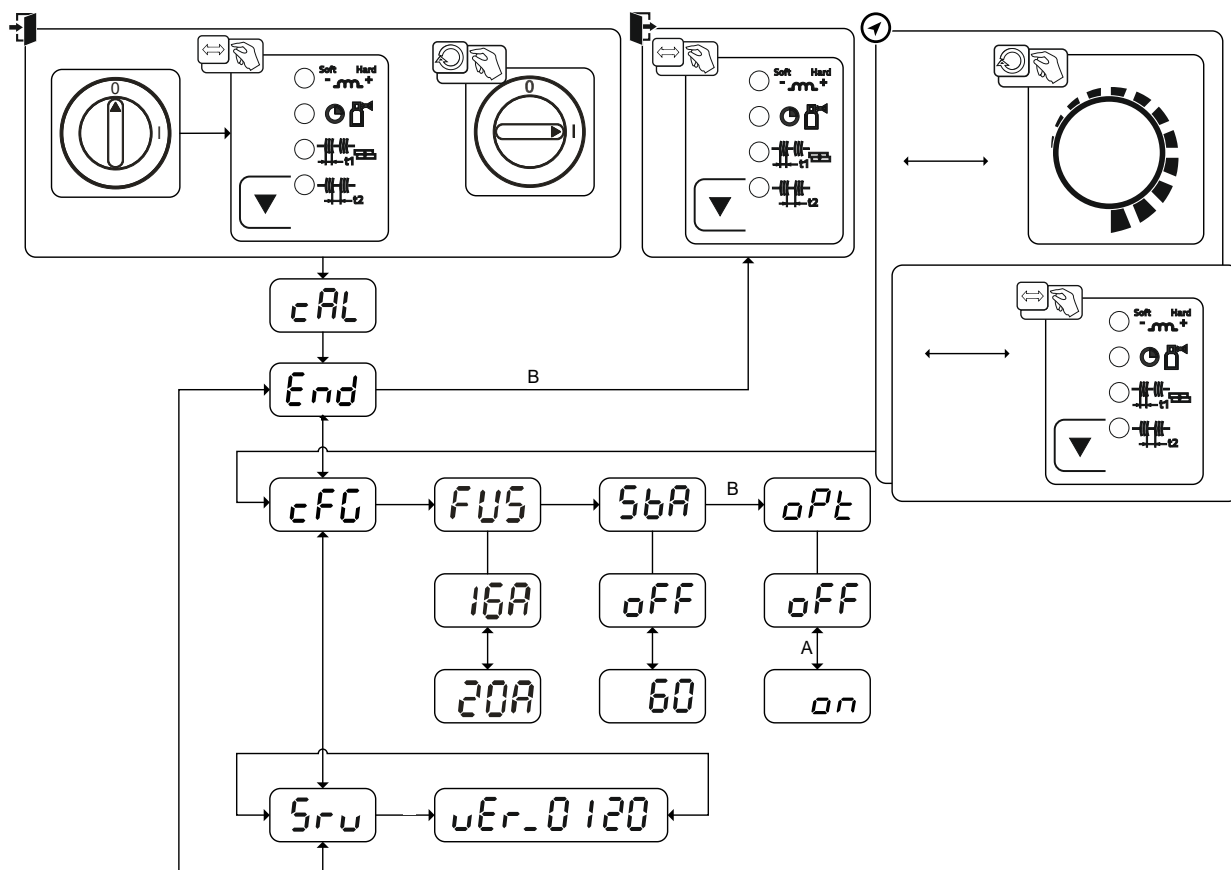 0
I
Soft Hard
- +
t1
t2
0
I
Soft Hard
- +
t1
t2
Soft Hard
- +
t1
t2
cAL
End
B
cFG
FUS
SbA
B
oPt
16A
oFF
oFF
A
20A
60
on
Sru
vEr_0120